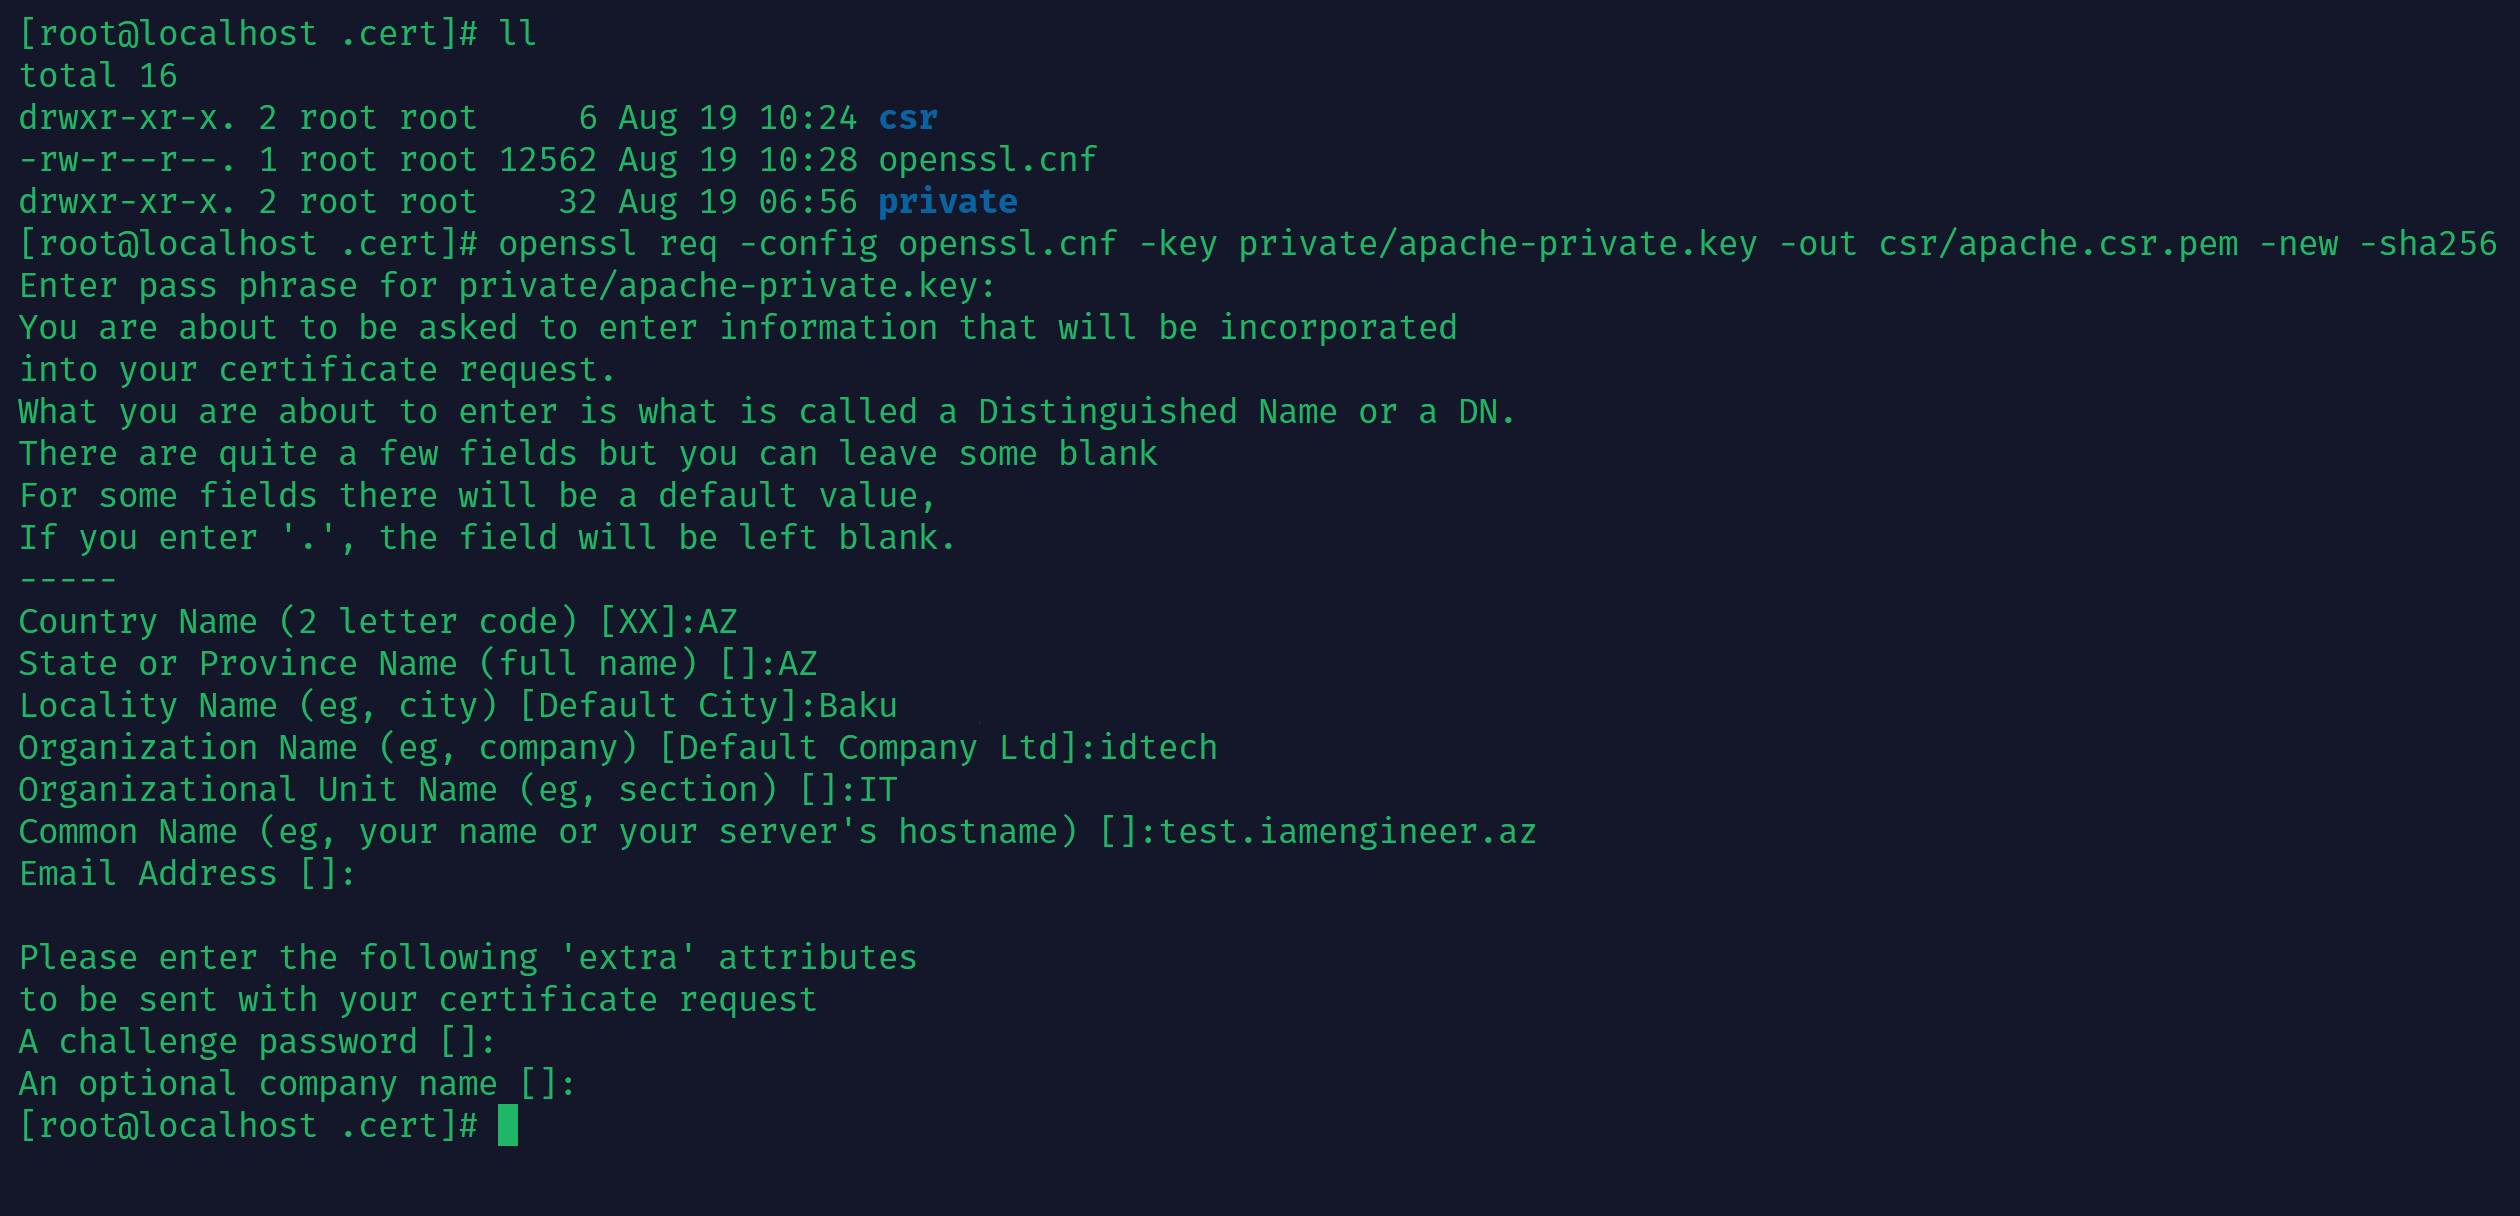 [root@localhost .cert]# ll
total 16
drwxr-xr-x. 2 root root     6 Aug 19 10:24 csr
-rw-r--r--. 1 root root 12562 Aug 19 10:28 openssl.cnf
drwxr-xr-x. 2 root root    32 Aug 19 06:56 private
[root@localhost .cert]# openssl req -config openssl.cnf -key private/apache-private.key -out csr/apache.csr.pem -new -sha256
Enter pass phrase for private/apache-private.key:
You are about to be asked to enter information that will be incorporated
into your certificate request.
What you are about to enter is what is called a Distinguished Name or a DN.
There are quite a few fields but you can leave some blank
For some fields there will be a default value,
If you enter '.', the field will be left blank.
-----
Country Name (2 letter code) [XX]:AZ
State or Province Name (full name) []:AZ
Locality Name (eg, city) [Default City]:Baku
Organization Name (eg, company) [Default Company Ltd]:idtech
Organizational Unit Name (eg, section) []:IT
Common Name (eg, your name or your server's hostname) []:test.iamengineer.az
Email Address []:

Please enter the following 'extra' attributes
to be sent with your certificate request
A challenge password []:
An optional company name []:
[root@localhost .cert]#